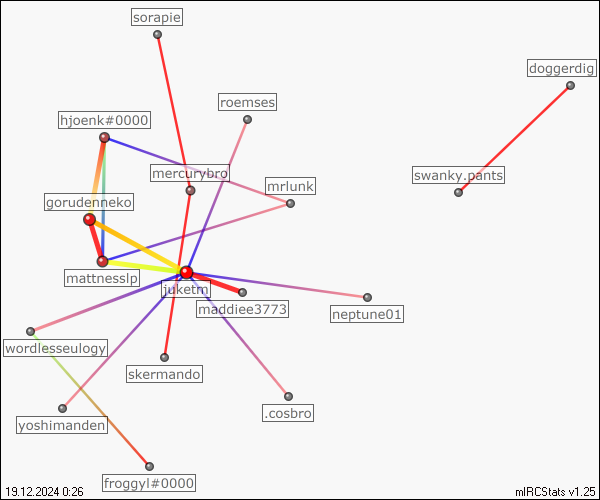 sorapie
doggerdig
roemses
hjoenk#0000
mercurybro
swanky.pants
mrlunk
gorudenneko
mattnesslp
juketm
maddiee3773
neptune01
wordlesseulogy
skermando
.cosbro
yoshimanden
froggyl#0000
19.12.2024 0:26
mIRCStats v1.25